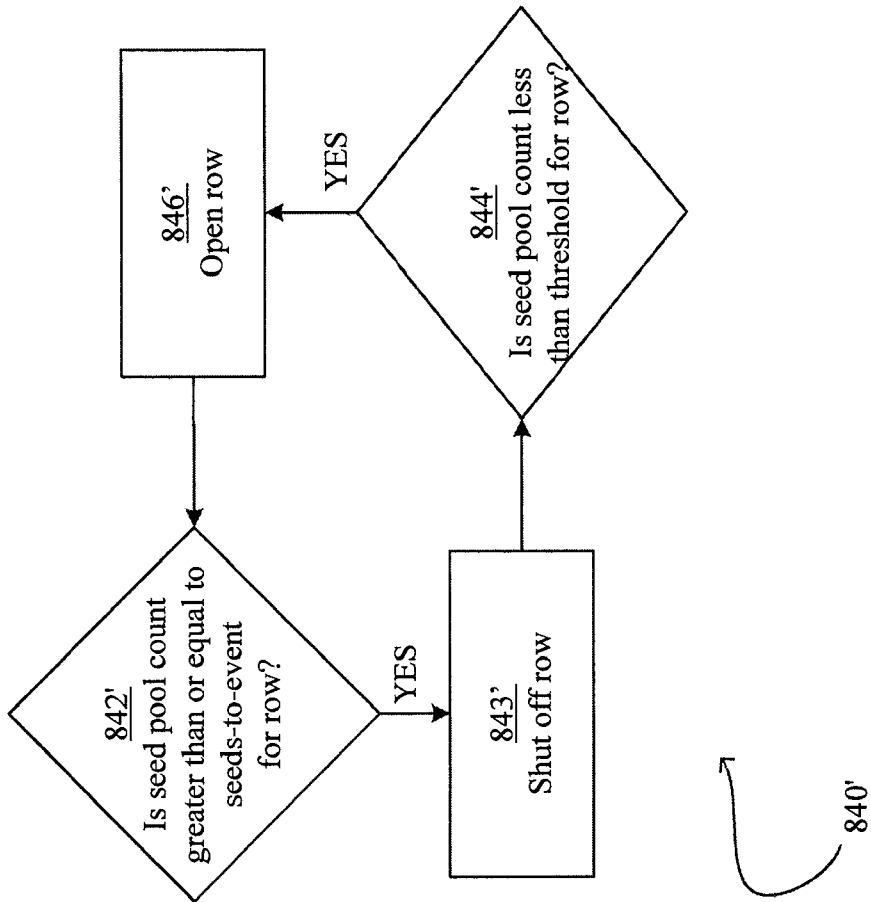 842'
Is seed pool count
greater than or equal to
seeds-to-event
for row?
YES
843’
Shut off row
844'
Is seed pool count less
than threshold for row?
YES
846’
Open row
840'